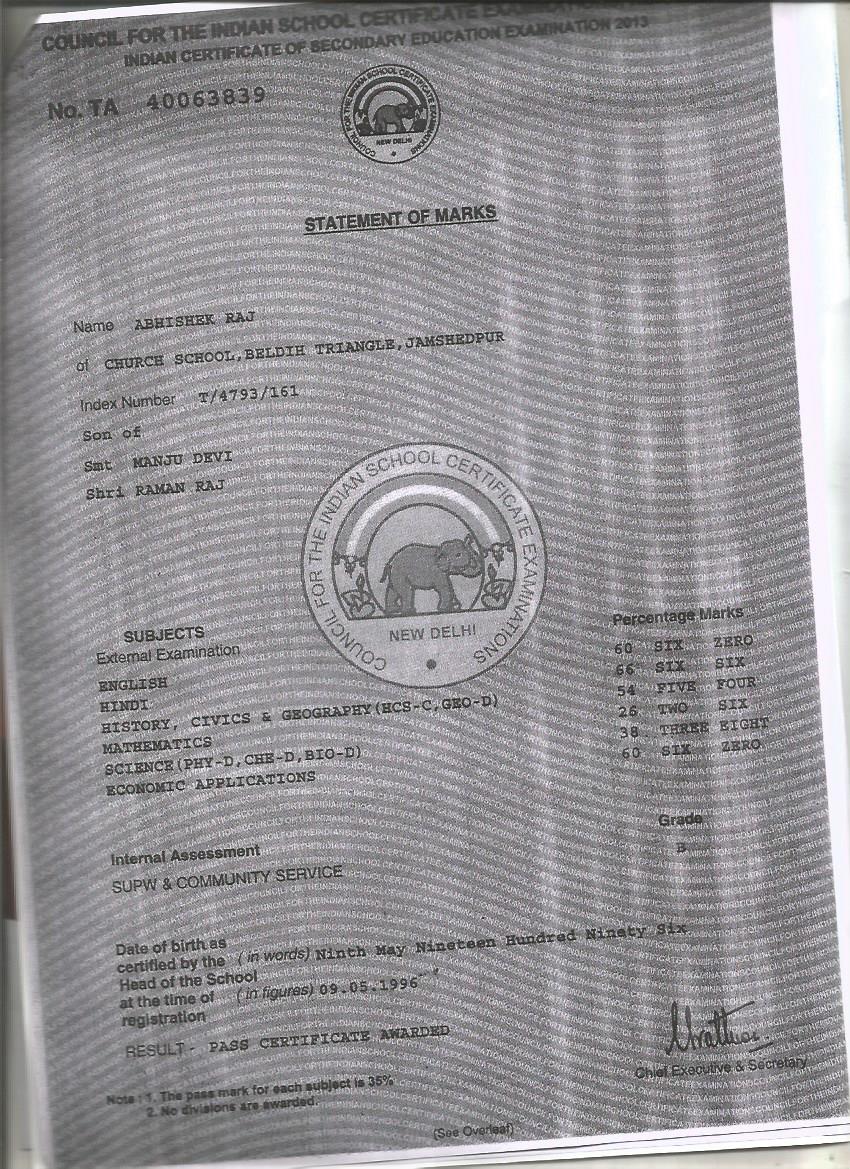 COUNCIL FOR THE INDIAN SCHOOL CERTIFICATE
INDIAN CERTIFICATE OF SECONDARY EDUCATION EXAMINATION 2013
No. TA 40063839
COUNCIL FOR THE INDIAN SCHOOL CERTIFICATE EXAMINATIONS
NEW DELHI
STATEMENT OF MARKS
Name ABHISHEK RAJ
of CHURCH SCHOOL,BELDIH TRIANGLE,JAMSHEDPUR
Index Number T/4793/161
Son of
Smt MANJU DEVI
Shri RAMAN RAJ
COUNCIL FOR THE INDIAN SCHOOL CERTIFICATE EXAMINATIONS
NEW DELHI
SUBJECTS Percentage Marks
External Examination
ENGLISH 60 SIX ZERO
HINDI 66 SIX SIX
HISTORY, CIVICS & GEOGRAPHY(HCS-C,GEO-D) 54 FIVE FOUR
MATHEMATICS 26 TWO SIX
SCIENCE(PHY-D,CHE-D,BIO-D) 38 THREE EIGHT
ECONOMIC APPLICATIONS 60 SIX ZERO
Internal Assessment Grade
SUPW & COMMUNITY SERVICE B
Date of birth as
certified by the (in words) Ninth May Nineteen Hundred Ninety Six
Head of the School
at the time of (in figures) 09.05.1996
registration
RESULT - PASS CERTIFICATE AWARDED
Chief Executive & Secretary
Note : 1. The pass mark for each subject is 35%
2. No divisions are awarded.
(See Overleaf)